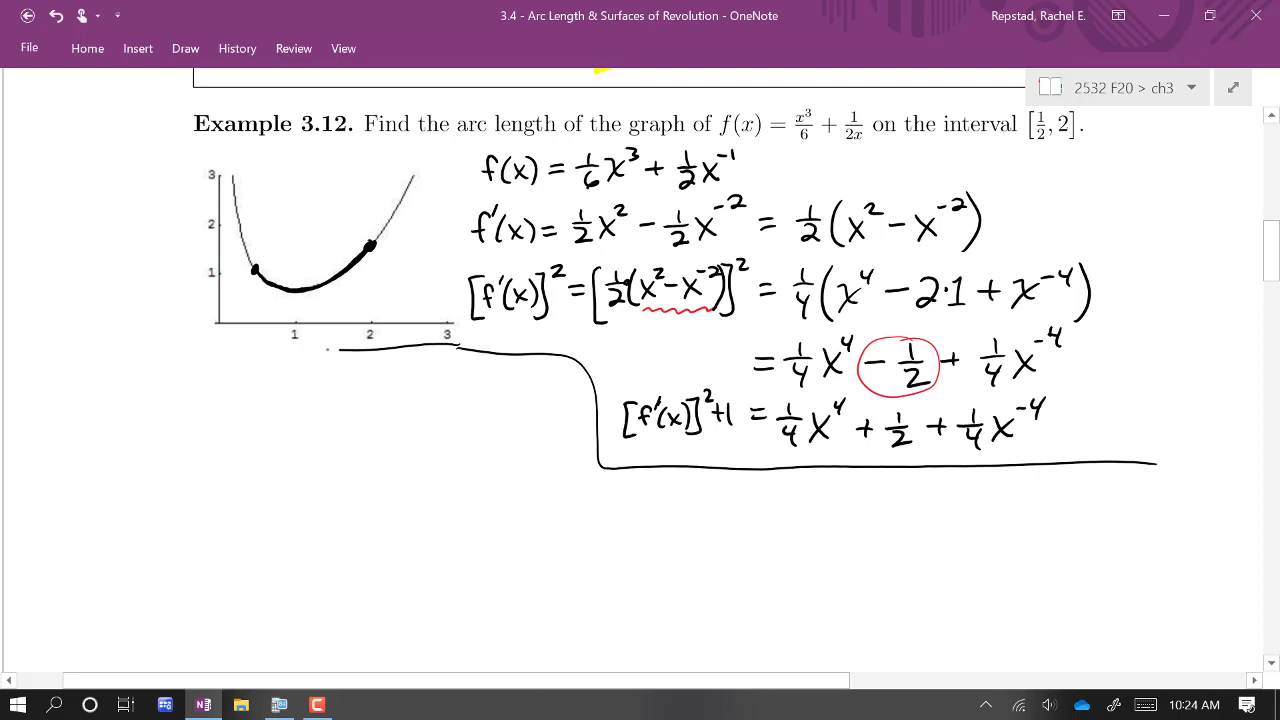 3.4 - Arc Length & Surfaces of Revolution - OneNote
Repstad, Rachel E.
File Home Insert Draw History Review View
2532 F20 > ch3
Example 3.12. Find the arc length of the graph of f(x) = x³/6 + 1/(2x) on the interval [1/2, 2].
f(x) = 1/6 x³ + 1/2 x⁻¹
f'(x) = 1/2 x² - 1/2 x⁻² = 1/2 (x² - x⁻²)
[f'(x)]² = [1/2 (x² - x⁻²)]² = 1/4 (x⁴ - 2·1 + x⁻⁴)
= 1/4 x⁴ - 1/2 + 1/4 x⁻⁴
[f'(x)]² + 1 = 1/4 x⁴ + 1/2 + 1/4 x⁻⁴
3
2
1
1 2 3
10:24 AM